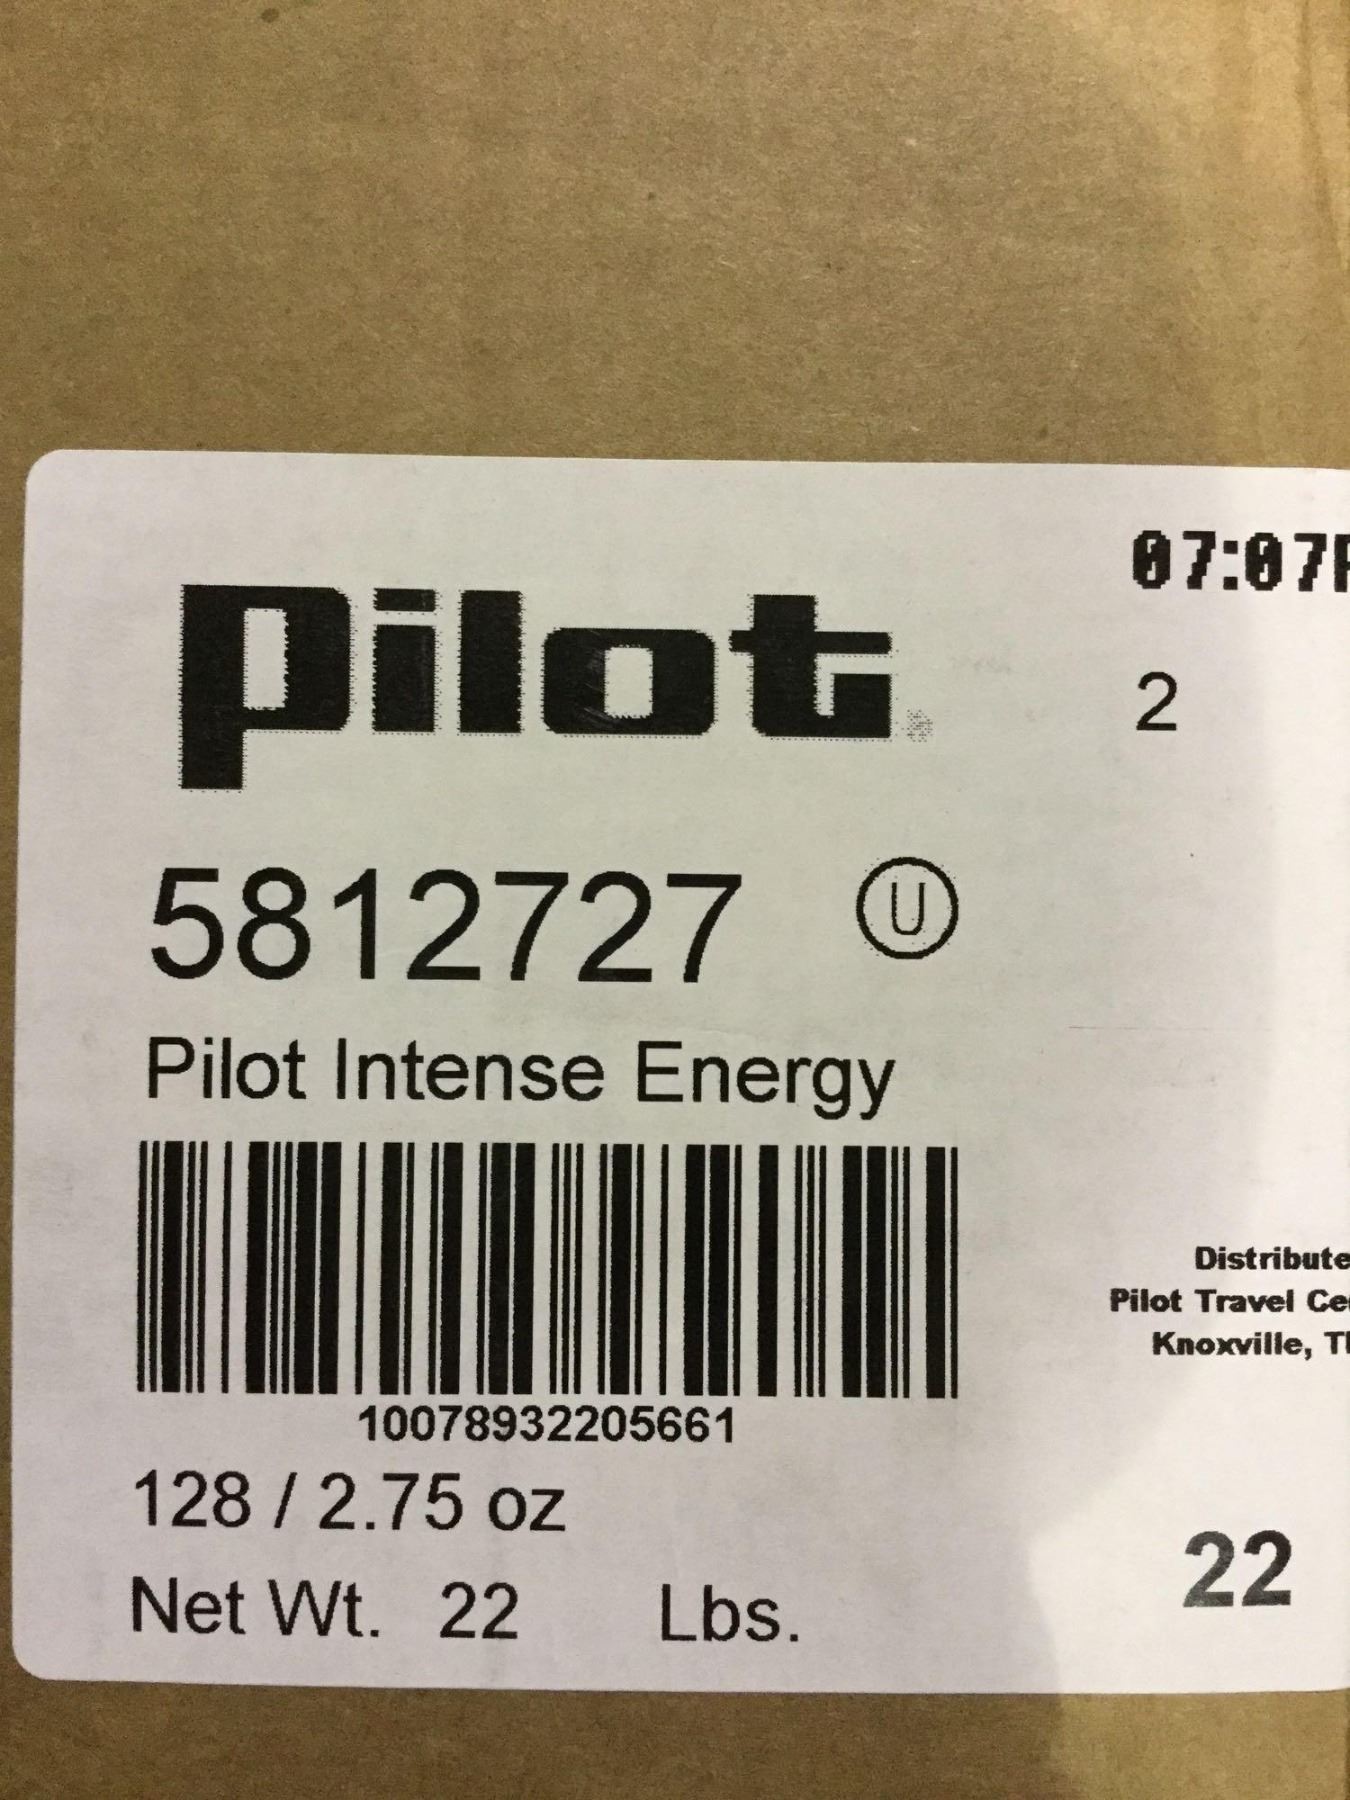 pilot®
07:07P
2
5812727 Ⓤ
Pilot Intense Energy
10078932205661
Distribute
Pilot Travel Ce
Knoxville, T
128 / 2.75 oz
Net Wt. 22 Lbs.
22